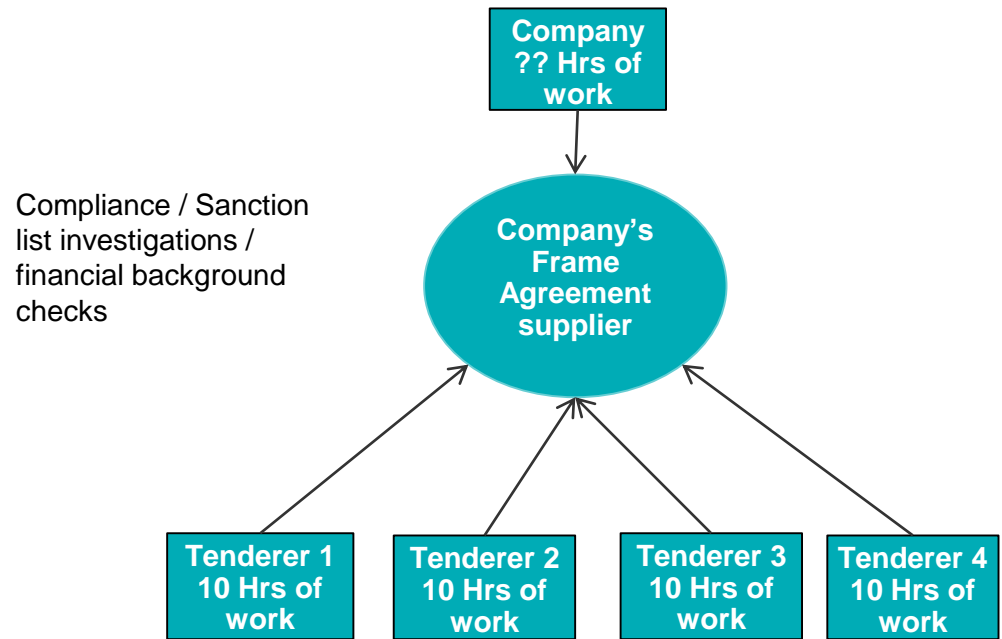 Company
?? Hrs of
work
Compliance / Sanction
list investigations /
financial background
checks
Company’s
Frame
Agreement
supplier
Tenderer 1
10 Hrs of
work
Tenderer 2
10 Hrs of
work
Tenderer 3
10 Hrs of
work
Tenderer 4
10 Hrs of
work